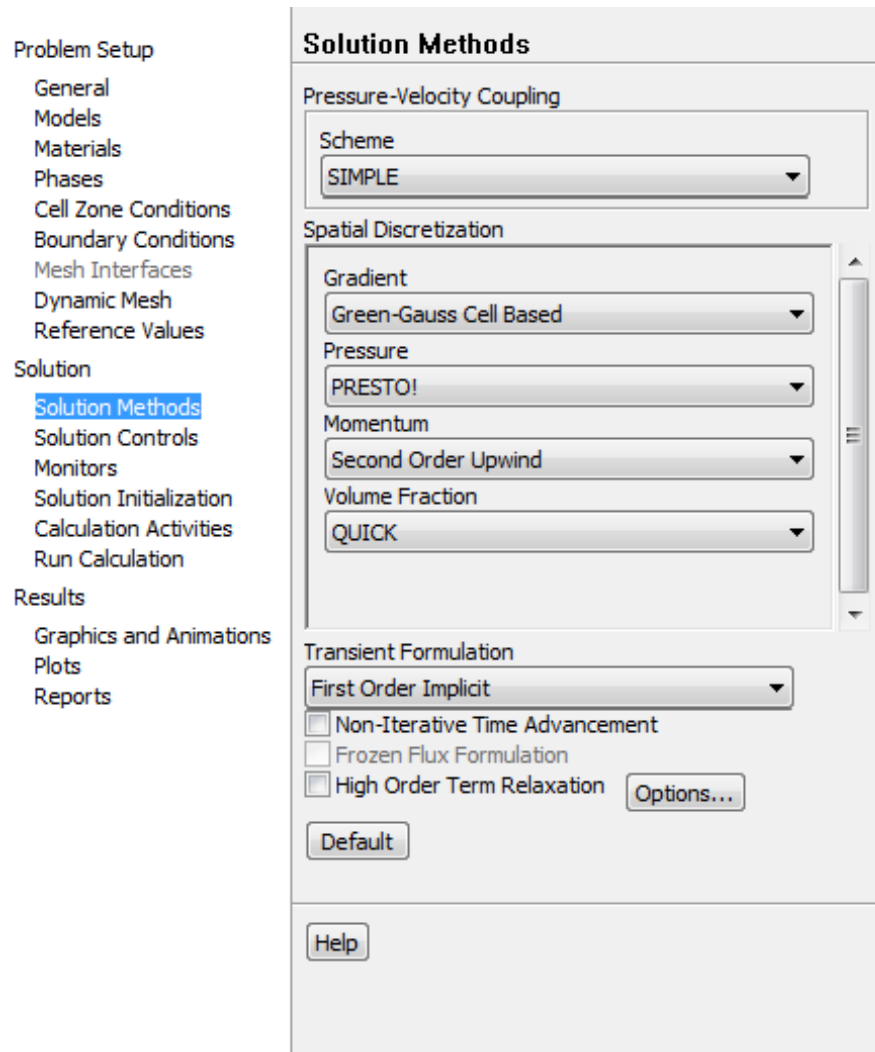 Problem Setup
General
Models
Materials
Phases
Cell Zone Conditions
Boundary Conditions
Mesh Interfaces
Dynamic Mesh
Reference Values
Solution
Solution Methods
Solution Controls
Monitors
Solution Initialization
Calculation Activities
Run Calculation
Results
Graphics and Animations
Plots
Reports
Solution Methods
Pressure-Velocity Coupling
Scheme
SIMPLE
Spatial Discretization
Gradient
Green-Gauss Cell Based
Pressure
PRESTO!
Momentum
Second Order Upwind
Volume Fraction
QUICK
Transient Formulation
First Order Implicit
Non-Iterative Time Advancement
Frozen Flux Formulation
High Order Term Relaxation
Options...
Default
Help